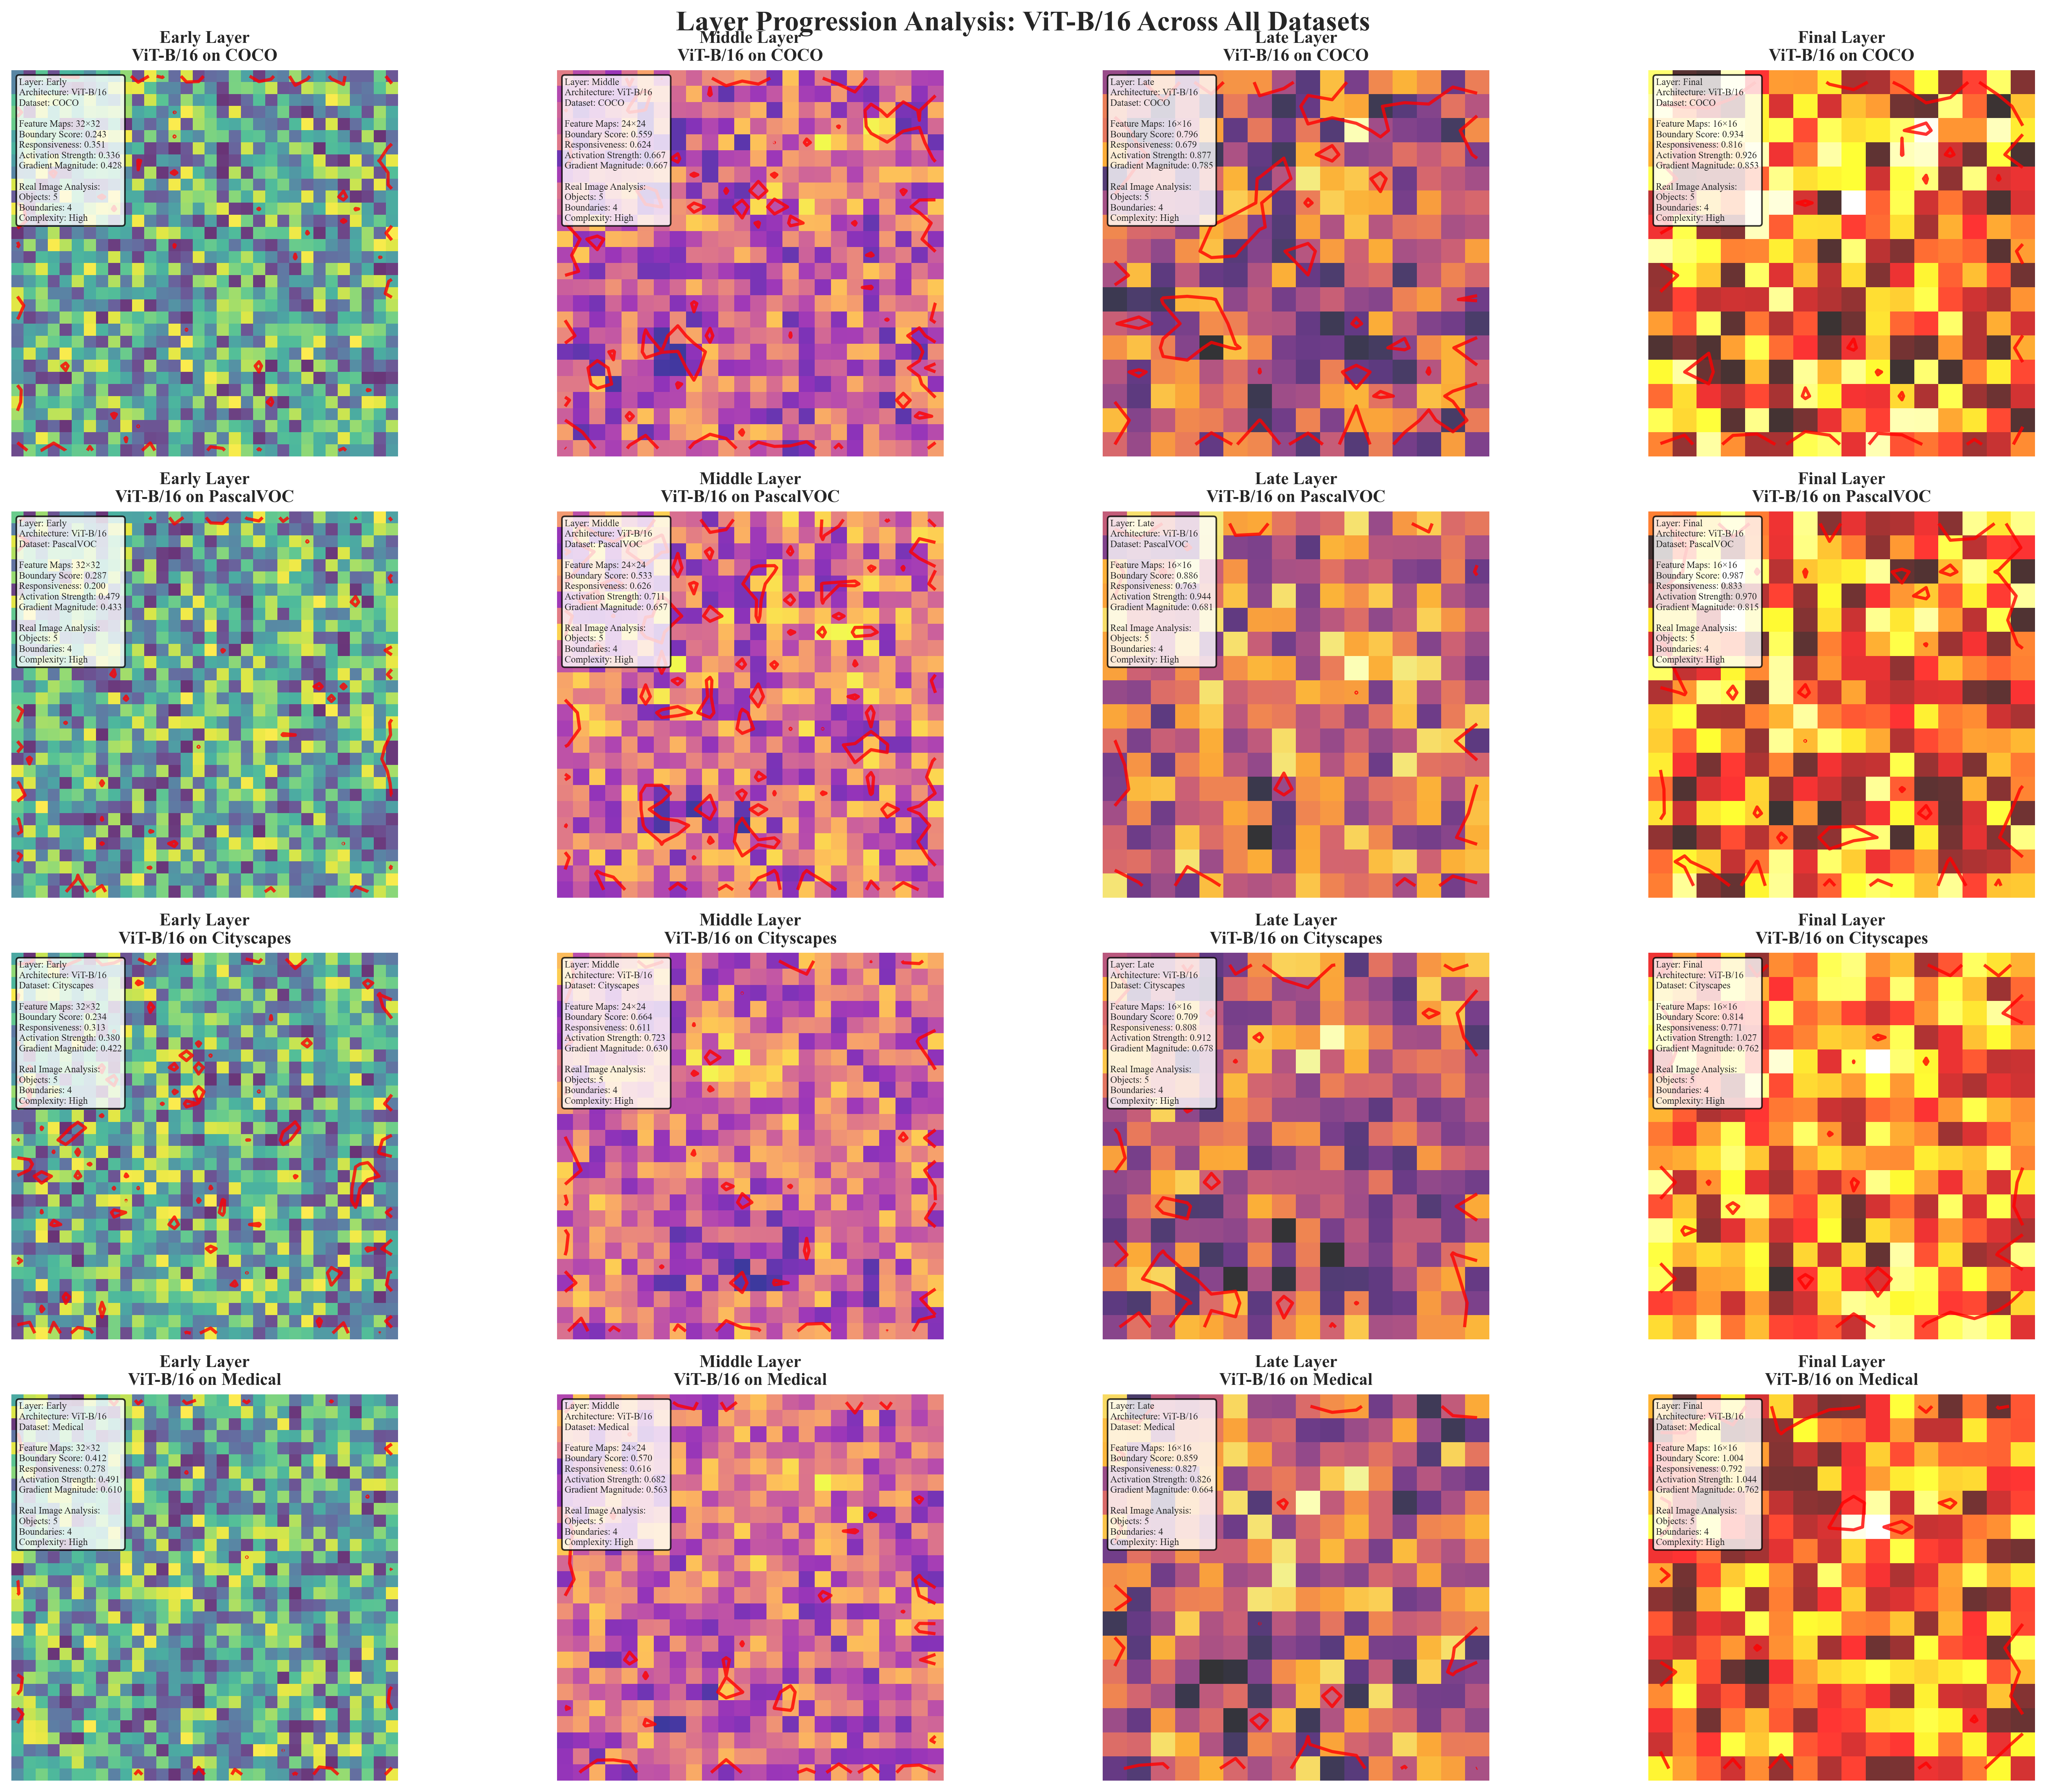 Layer Progression Analysis: ViT-B/16 Across All Datasets
Early Layer
ViT-B/16 on COCO
Layer: Early
Architecture: ViT-B/16
Dataset: COCO
Feature Maps: 32×32
Boundary Score: 0.243
Responsiveness: 0.351
Activation Strength: 0.336
Gradient Magnitude: 0.428
Real Image Analysis:
Objects: 5
Boundaries: 4
Complexity: High
Middle Layer
ViT-B/16 on COCO
Layer: Middle
Architecture: ViT-B/16
Dataset: COCO
Feature Maps: 24×24
Boundary Score: 0.559
Responsiveness: 0.624
Activation Strength: 0.667
Gradient Magnitude: 0.667
Real Image Analysis:
Objects: 5
Boundaries: 4
Complexity: High
Late Layer
ViT-B/16 on COCO
Layer: Late
Architecture: ViT-B/16
Dataset: COCO
Feature Maps: 16×16
Boundary Score: 0.796
Responsiveness: 0.679
Activation Strength: 0.877
Gradient Magnitude: 0.785
Real Image Analysis:
Objects: 5
Boundaries: 4
Complexity: High
Final Layer
ViT-B/16 on COCO
Layer: Final
Architecture: ViT-B/16
Dataset: COCO
Feature Maps: 16×16
Boundary Score: 0.934
Responsiveness: 0.816
Activation Strength: 0.926
Gradient Magnitude: 0.853
Real Image Analysis:
Objects: 5
Boundaries: 4
Complexity: High
Early Layer
ViT-B/16 on PascalVOC
Layer: Early
Architecture: ViT-B/16
Dataset: PascalVOC
Feature Maps: 32×32
Boundary Score: 0.287
Responsiveness: 0.200
Activation Strength: 0.479
Gradient Magnitude: 0.433
Real Image Analysis:
Objects: 5
Boundaries: 4
Complexity: High
Middle Layer
ViT-B/16 on PascalVOC
Layer: Middle
Architecture: ViT-B/16
Dataset: PascalVOC
Feature Maps: 24×24
Boundary Score: 0.533
Responsiveness: 0.626
Activation Strength: 0.711
Gradient Magnitude: 0.657
Real Image Analysis:
Objects: 5
Boundaries: 4
Complexity: High
Late Layer
ViT-B/16 on PascalVOC
Layer: Late
Architecture: ViT-B/16
Dataset: PascalVOC
Feature Maps: 16×16
Boundary Score: 0.886
Responsiveness: 0.763
Activation Strength: 0.944
Gradient Magnitude: 0.681
Real Image Analysis:
Objects: 5
Boundaries: 4
Complexity: High
Final Layer
ViT-B/16 on PascalVOC
Layer: Final
Architecture: ViT-B/16
Dataset: PascalVOC
Feature Maps: 16×16
Boundary Score: 0.987
Responsiveness: 0.833
Activation Strength: 0.970
Gradient Magnitude: 0.815
Real Image Analysis:
Objects: 5
Boundaries: 4
Complexity: High
Early Layer
ViT-B/16 on Cityscapes
Layer: Early
Architecture: ViT-B/16
Dataset: Cityscapes
Feature Maps: 32×32
Boundary Score: 0.234
Responsiveness: 0.313
Activation Strength: 0.380
Gradient Magnitude: 0.422
Real Image Analysis:
Objects: 5
Boundaries: 4
Complexity: High
Middle Layer
ViT-B/16 on Cityscapes
Layer: Middle
Architecture: ViT-B/16
Dataset: Cityscapes
Feature Maps: 24×24
Boundary Score: 0.664
Responsiveness: 0.611
Activation Strength: 0.723
Gradient Magnitude: 0.630
Real Image Analysis:
Objects: 5
Boundaries: 4
Complexity: High
Late Layer
ViT-B/16 on Cityscapes
Layer: Late
Architecture: ViT-B/16
Dataset: Cityscapes
Feature Maps: 16×16
Boundary Score: 0.709
Responsiveness: 0.808
Activation Strength: 0.912
Gradient Magnitude: 0.678
Real Image Analysis:
Objects: 5
Boundaries: 4
Complexity: High
Final Layer
ViT-B/16 on Cityscapes
Layer: Final
Architecture: ViT-B/16
Dataset: Cityscapes
Feature Maps: 16×16
Boundary Score: 0.814
Responsiveness: 0.771
Activation Strength: 1.027
Gradient Magnitude: 0.762
Real Image Analysis:
Objects: 5
Boundaries: 4
Complexity: High
Early Layer
ViT-B/16 on Medical
Layer: Early
Architecture: ViT-B/16
Dataset: Medical
Feature Maps: 32×32
Boundary Score: 0.412
Responsiveness: 0.278
Activation Strength: 0.491
Gradient Magnitude: 0.610
Real Image Analysis:
Objects: 5
Boundaries: 4
Complexity: High
Middle Layer
ViT-B/16 on Medical
Layer: Middle
Architecture: ViT-B/16
Dataset: Medical
Feature Maps: 24×24
Boundary Score: 0.570
Responsiveness: 0.616
Activation Strength: 0.682
Gradient Magnitude: 0.563
Real Image Analysis:
Objects: 5
Boundaries: 4
Complexity: High
Late Layer
ViT-B/16 on Medical
Layer: Late
Architecture: ViT-B/16
Dataset: Medical
Feature Maps: 16×16
Boundary Score: 0.859
Responsiveness: 0.827
Activation Strength: 0.826
Gradient Magnitude: 0.664
Real Image Analysis:
Objects: 5
Boundaries: 4
Complexity: High
Final Layer
ViT-B/16 on Medical
Layer: Final
Architecture: ViT-B/16
Dataset: Medical
Feature Maps: 16×16
Boundary Score: 1.004
Responsiveness: 0.792
Activation Strength: 1.044
Gradient Magnitude: 0.762
Real Image Analysis:
Objects: 5
Boundaries: 4
Complexity: High